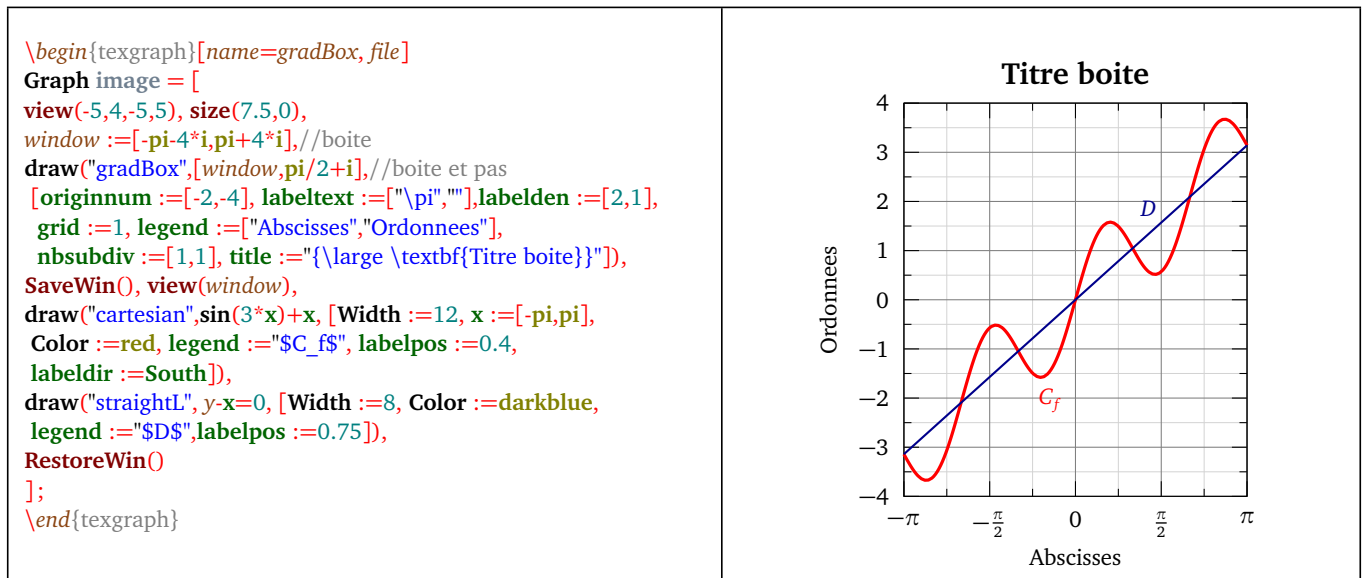 \begin{texgraph}[name=gradBox, file]
Graph image = [
view(-5,4,-5,5), size(7.5,0),
window :=[-pi-4*i,pi+4*i],//boite
draw("gradBox",[window,pi/2+i],//boite et pas
[originnum :=[-2,-4], labeltext :=["\pi",""],labelden :=[2,1],
grid :=1, legend :=["Abscisses","Ordonnees"],
nbsubdiv :=[1,1], title :="{\large \textbf{Titre boite}}"]),
SaveWin(), view(window),
draw("cartesian",sin(3*x)+x, [Width :=12, x :=[-pi,pi],
Color :=red, legend :="$C_f$", labelpos :=0.4,
labeldir :=South]),
draw("straightL", y-x=0, [Width :=8, Color :=darkblue,
legend :="$D$",labelpos :=0.75]),
RestoreWin()
];
\end{texgraph}
Titre boite
4
3
2
1
0
−1
−2
−3
−4
Ordonnees
D
C_f
−π
−π/2
0
π/2
π
Abscisses